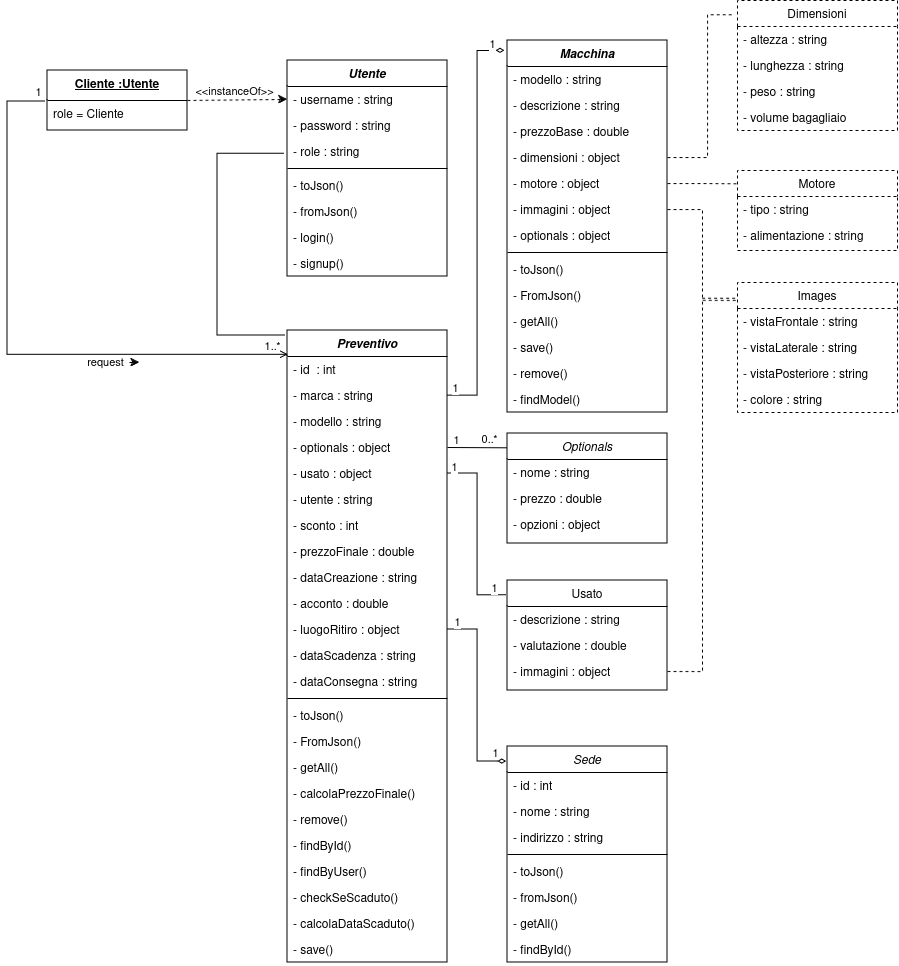 Cliente :Utente
role = Cliente
<<instanceOf>>
1
request
1..*
Utente
- username : string
- password : string
- role : string
- toJson()
- fromJson()
- login()
- signup()
Preventivo
- id  : int
- marca : string
- modello : string
- optionals : object
- usato : object
- utente : string
- sconto : int
- prezzoFinale : double
- dataCreazione : string
- acconto : double
- luogoRitiro : object
- dataScadenza : string
- dataConsegna : string
- toJson()
- FromJson()
- getAll()
- calcolaPrezzoFinale()
- remove()
- findById()
- findByUser()
- checkSeScaduto()
- calcolaDataScaduto()
- save()
1
1
Macchina
- modello : string
- descrizione : string
- prezzoBase : double
- dimensioni : object
- motore : object
- immagini : object
- optionals : object
- toJson()
- FromJson()
- getAll()
- save()
- remove()
- findModel()
1
0..*
Optionals
- nome : string
- prezzo : double
- opzioni : object
1
1
Usato
- descrizione : string
- valutazione : double
- immagini : object
1
1
Sede
- id : int
- nome : string
- indirizzo : string
- toJson()
- fromJson()
- getAll()
- findById()
Dimensioni
- altezza : string
- lunghezza : string
- peso : string
- volume bagagliaio
Motore
- tipo : string
- alimentazione : string
Images
- vistaFrontale : string
- vistaLaterale : string
- vistaPosteriore : string
- colore : string